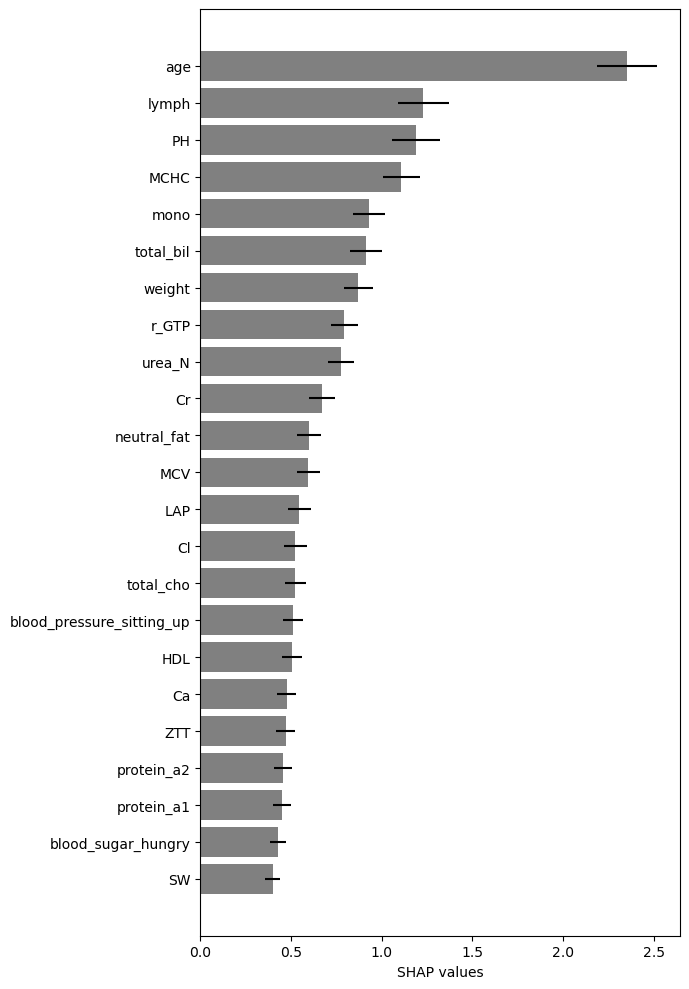 age
lymph
PH
MCHC
mono
total_bil
weight
r_GTP
urea_N
Cr
neutral_fat
MCV
LAP
Cl
total_cho
blood_pressure_sitting_up
HDL
Ca
ZTT
protein_a2
protein_a1
blood_sugar_hungry
SW
0.0 0.5 1.0 1.5 2.0 2.5
SHAP values